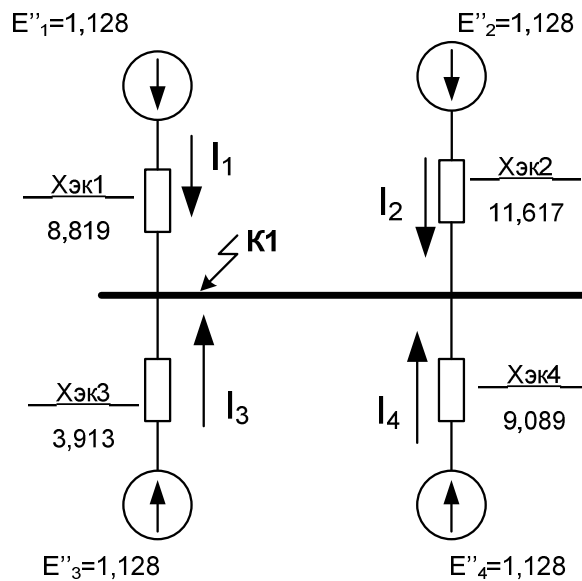 E''₁=1,128
E''₂=1,128
Xэк1
8,819
I₁
Xэк2
11,617
I₂
К1
Xэк3
3,913
I₃
Xэк4
9,089
I₄
E''₃=1,128
E''₄=1,128